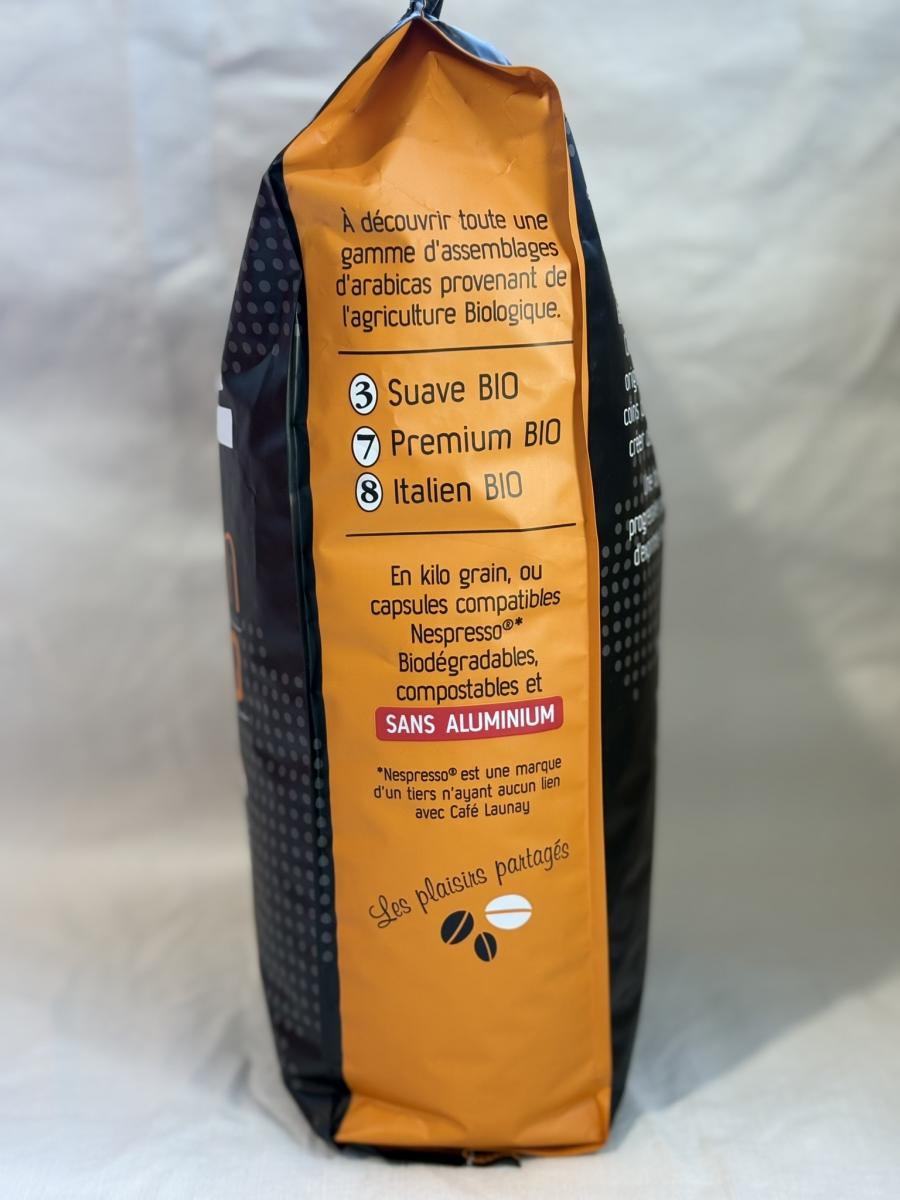 À découvrir toute une
gamme d'assemblages
d'arabicas provenant de
l'agriculture Biologique.
3 Suave BIO
7 Premium BIO
8 Italien BIO
En kilo grain, ou
capsules compatibles
Nespresso®*
Biodégradables,
compostables et
SANS ALUMINIUM
*Nespresso® est une marque
d'un tiers n'ayant aucun lien
avec Café Launay
Les plaisirs partagés
coins
créer